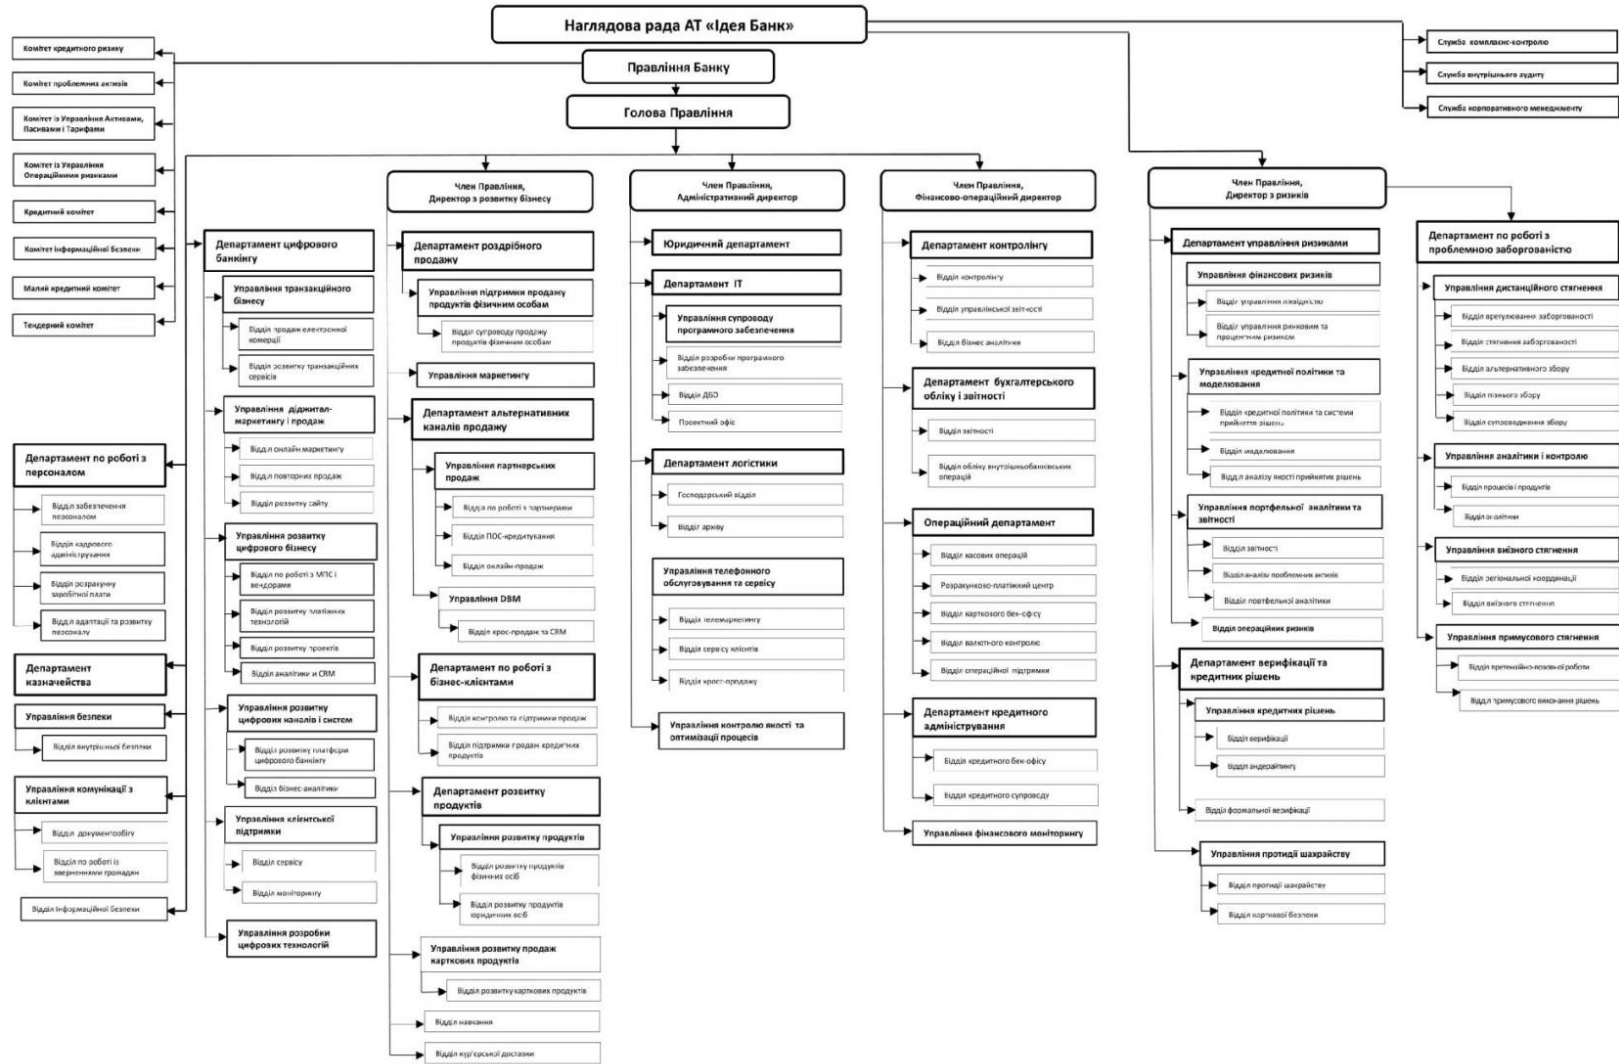 Наглядова рада АТ «Ідея Банк»
Правління Банку
Голова Правління
Комітет кредитного ризику
Комітет проблемних активів
Комітет із Управління Активами,
Пасивами і Тарифами
Комітет із Управління
Операційними ризиками
Кредитний комітет
Комітет інформаційної безпеки
Малий кредитний комітет
Тендерний комітет
Служба комплаєнс-контролю
Служба внутрішнього аудиту
Служба корпоративного менеджменту
Департамент по роботі з
персоналом
Відділ забезпечення
персоналом
Відділ кадрового
адміністрування
Відділ розрахунку
заробітної плати
Відділ адаптації та розвитку
персоналу
Департамент
казначейства
Управління безпеки
Відділ внутрішньої безпеки
Управління комунікації з
клієнтами
Відділ документообігу
Відділ по роботі із
зверненнями громадян
Відділ Інформаційної безпеки
Департамент цифрового
банкінгу
Управління транзакційного
бізнесу
Відділ продаж електронної
комерції
Відділ розвитку транзакційних
сервісів
Управління діджитал-
маркетингу і продаж
Відділ онлайн маркетингу
Відділ повторних продаж
Відділ розвитку сайту
Управління розвитку
цифрового бізнесу
Відділ по роботі з МПС і
вендорами
Відділ розвитку платіжних
технологій
Відділ розвитку проектів
Відділ аналітики и CRM
Управління розвитку
цифрових каналів і систем
Відділ розвитку платформи
цифрового банкінгу
Відділ бізнес-аналітики
Управління клієнтської
підтримки
Відділ сервісу
Відділ моніторингу
Управління розробки
цифрових технологій
Член Правління,
Директор з розвитку бізнесу
Департамент роздрібного
продажу
Управління підтримки продажу
продуктів фізичним особам
Відділ супроводу продажу
продуктів фізичним особам
Управління маркетингу
Департамент альтернативних
каналів продажу
Управління партнерських
продаж
Відділ по роботі з партнерами
Відділ ПОС-кредитування
Відділ онлайн-продаж
Управління DBM
Відділ крос-продаж та CRM
Департамент по роботі з
бізнес-клієнтами
Відділ контролю та підтримки продаж
Відділ підтримки продаж кредитних
продуктів
Департамент розвитку
продуктів
Управління розвитку продуктів
Відділ розвитку продуктів
фізичних осіб
Відділ розвитку продуктів
юридичних осіб
Управління розвитку продаж
карткових продуктів
Відділ розвитку карткових продуктів
Відділ навчання
Відділ кур'єрської доставки
Член Правління,
Адміністративний директор
Юридичний департамент
Департамент ІТ
Управління супроводу
програмного забезпечення
Відділ розробки програмного
забезпечення
Відділ ДБО
Проектний офіс
Департамент логістики
Господарський відділ
Відділ архіву
Управління телефонного
обслуговування та сервісу
Відділ телемаркетингу
Відділ сервісу клієнтів
Відділ кросс-продажу
Управління контролю якості та
оптимізації процесів
Член Правління,
Фінансово-операційний директор
Департамент контролінгу
Відділ контролінгу
Відділ управлінської звітності
Відділ бізнес аналітики
Департамент бухгалтерського
обліку і звітності
Відділ звітності
Відділ обліку внутрішньобанківських
операцій
Операційний департамент
Відділ касових операцій
Розрахунково-платіжний центр
Відділ карткового бек-офісу
Відділ валютного контролю
Відділ операційної підтримки
Департамент кредитного
адміністрування
Відділ кредитного бек-офісу
Відділ кредитного супроводу
Управління фінансового моніторингу
Член Правління,
Директор з ризиків
Департамент управління ризиками
Управління фінансових ризиків
Відділ управління ліквідністю
Відділ управління ринковим та
процентним ризиком
Управління кредитної політики та
моделювання
Відділ кредитної політики та системи
прийняття рішень
Відділ моделювання
Відділ аналізу якості прийнятих рішень
Управління портфельної аналітики та
звітності
Відділ звітності
Відділ аналізу проблемних активів
Відділ портфельної аналітики
Відділ операційних ризиків
Департамент верифікації та
кредитних рішень
Управління кредитних рішень
Відділ верифікації
Відділ андерайтингу
Відділ формальної верифікації
Управління протидії шахрайству
Відділ протидії шахрайству
Відділ карткової безпеки
Департамент по роботі з
проблемною заборгованістю
Управління дистанційного стягнення
Відділ врегулювання заборгованості
Відділ стягнення заборгованості
Відділ альтернативного збору
Відділ пізнього збору
Відділ супроводження збору
Управління аналітики і контролю
Відділ процесів і продуктів
Відділ аналітики
Управління виїзного стягнення
Відділ регіональної координації
Відділ виїзного стягнення
Управління примусового стягнення
Відділ претензійно-позовної роботи
Відділ примусового виконання рішень